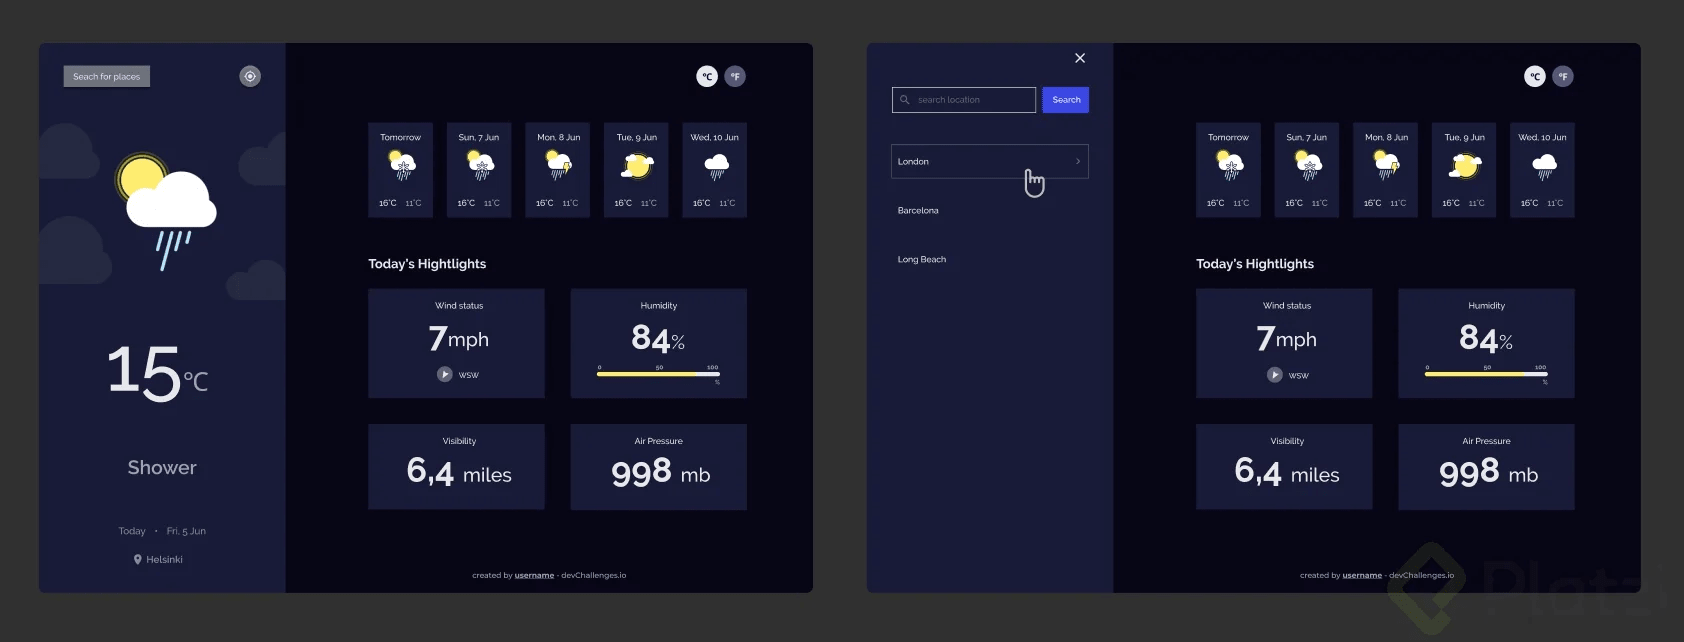 Seach for places
°C °F
Tomorrow Sun, 7 Jun Mon, 8 Jun Tue, 9 Jun Wed, 10 Jun
16°C 11°C 16°C 11°C 16°C 11°C 16°C 11°C 16°C 11°C
Today's Hightlights
Wind status
7mph
WSW
Humidity
84%
0 50 100
%
Visibility
6,4 miles
Air Pressure
998 mb
15°C
Shower
Today • Fri, 5 Jun
Helsinki
created by username - devChallenges.io
search location
Search
London
Barcelona
Long Beach
°C °F
Tomorrow Sun, 7 Jun Mon, 8 Jun Tue, 9 Jun Wed, 10 Jun
16°C 11°C 16°C 11°C 16°C 11°C 16°C 11°C 16°C 11°C
Today's Hightlights
Wind status
7mph
WSW
Humidity
84%
0 50 100
%
Visibility
6,4 miles
Air Pressure
998 mb
created by username - devChallenges.io
Platzi